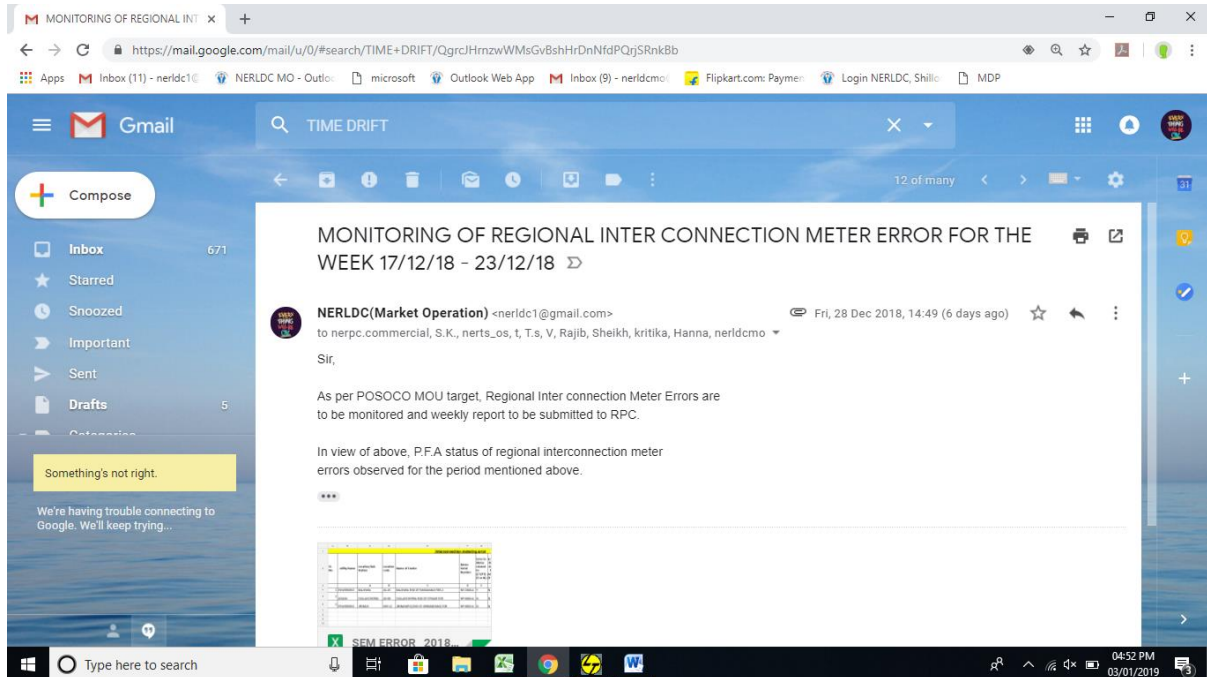 MONITORING OF REGIONAL INT
https://mail.google.com/mail/u/0/#search/TIME+DRIFT/QgrcJHrnzwWMsGvBshHrDnNfdPQrjSRnkBb
Apps Inbox (11) - nerldc1@ NERLDC MO - Outlo microsoft Outlook Web App Inbox (9) - nerldcmo Flipkart.com: Paymen Login NERLDC, Shillo MDP
Gmail
TIME DRIFT
Compose
12 of many
31
Inbox 671
Starred
Snoozed
Important
Sent
Drafts 5
Categories
Something's not right.
We're having trouble connecting to
Google. We'll keep trying...
MONITORING OF REGIONAL INTER CONNECTION METER ERROR FOR THE
WEEK 17/12/18 - 23/12/18
NERLDC(Market Operation) <nerldc1@gmail.com>
Fri, 28 Dec 2018, 14:49 (6 days ago)
to nerpc.commercial, S.K., nerts_os, t, T.s, V, Rajib, Sheikh, kritika, Hanna, nerldcmo
Sir,
As per POSOCO MOU target, Regional Inter connection Meter Errors are
to be monitored and weekly report to be submitted to RPC.
In view of above, P.F.A status of regional interconnection meter
errors observed for the period mentioned above.
SEM ERROR_2018...
Type here to search
04:52 PM
03/01/2019